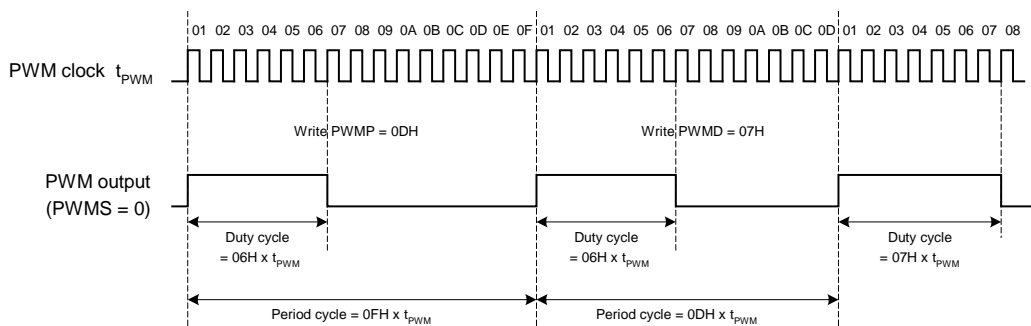 01 02 03 04 05 06 07 08 09 0A 0B 0C 0D 0E 0F 01 02 03 04 05 06 07 08 09 0A 0B 0C 0D 01 02 03 04 05 06 07 08
PWM clock tPWM
Write PWMP = 0DH Write PWMD = 07H
PWM output
(PWMS = 0)
Duty cycle Duty cycle Duty cycle
= 06H x tPWM = 06H x tPWM = 07H x tPWM
Period cycle = 0FH x tPWM Period cycle = 0DH x tPWM